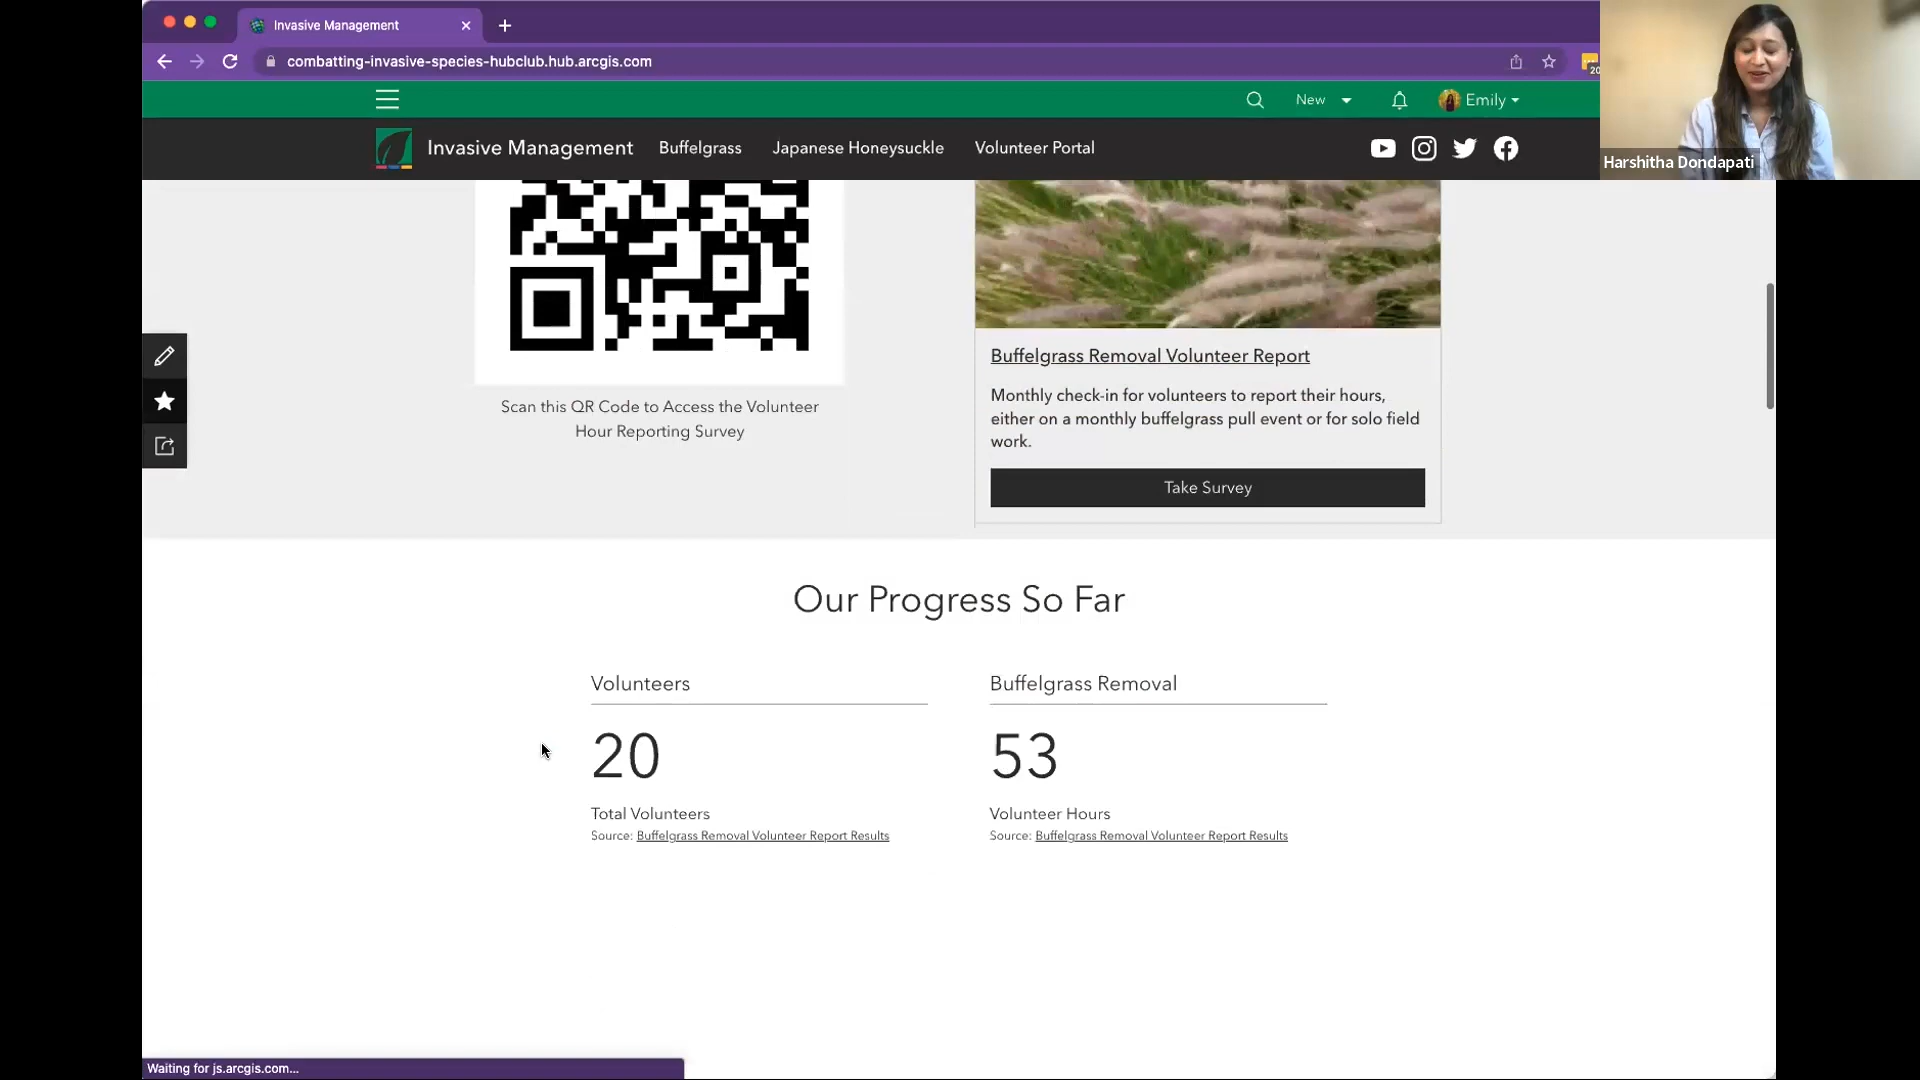 Invasive Management
combatting-invasive-species-hubclub.hub.arcgis.com
20
New
Emily
Harshitha Dondapati
Invasive Management
Buffelgrass
Japanese Honeysuckle
Volunteer Portal
Scan this QR Code to Access the Volunteer
Hour Reporting Survey
Buffelgrass Removal Volunteer Report
Monthly check-in for volunteers to report their hours,
either on a monthly buffelgrass pull event or for solo field
work.
Take Survey
Our Progress So Far
Volunteers
20
Total Volunteers
Source: Buffelgrass Removal Volunteer Report Results
Buffelgrass Removal
53
Volunteer Hours
Source: Buffelgrass Removal Volunteer Report Results
Waiting for js.arcgis.com...